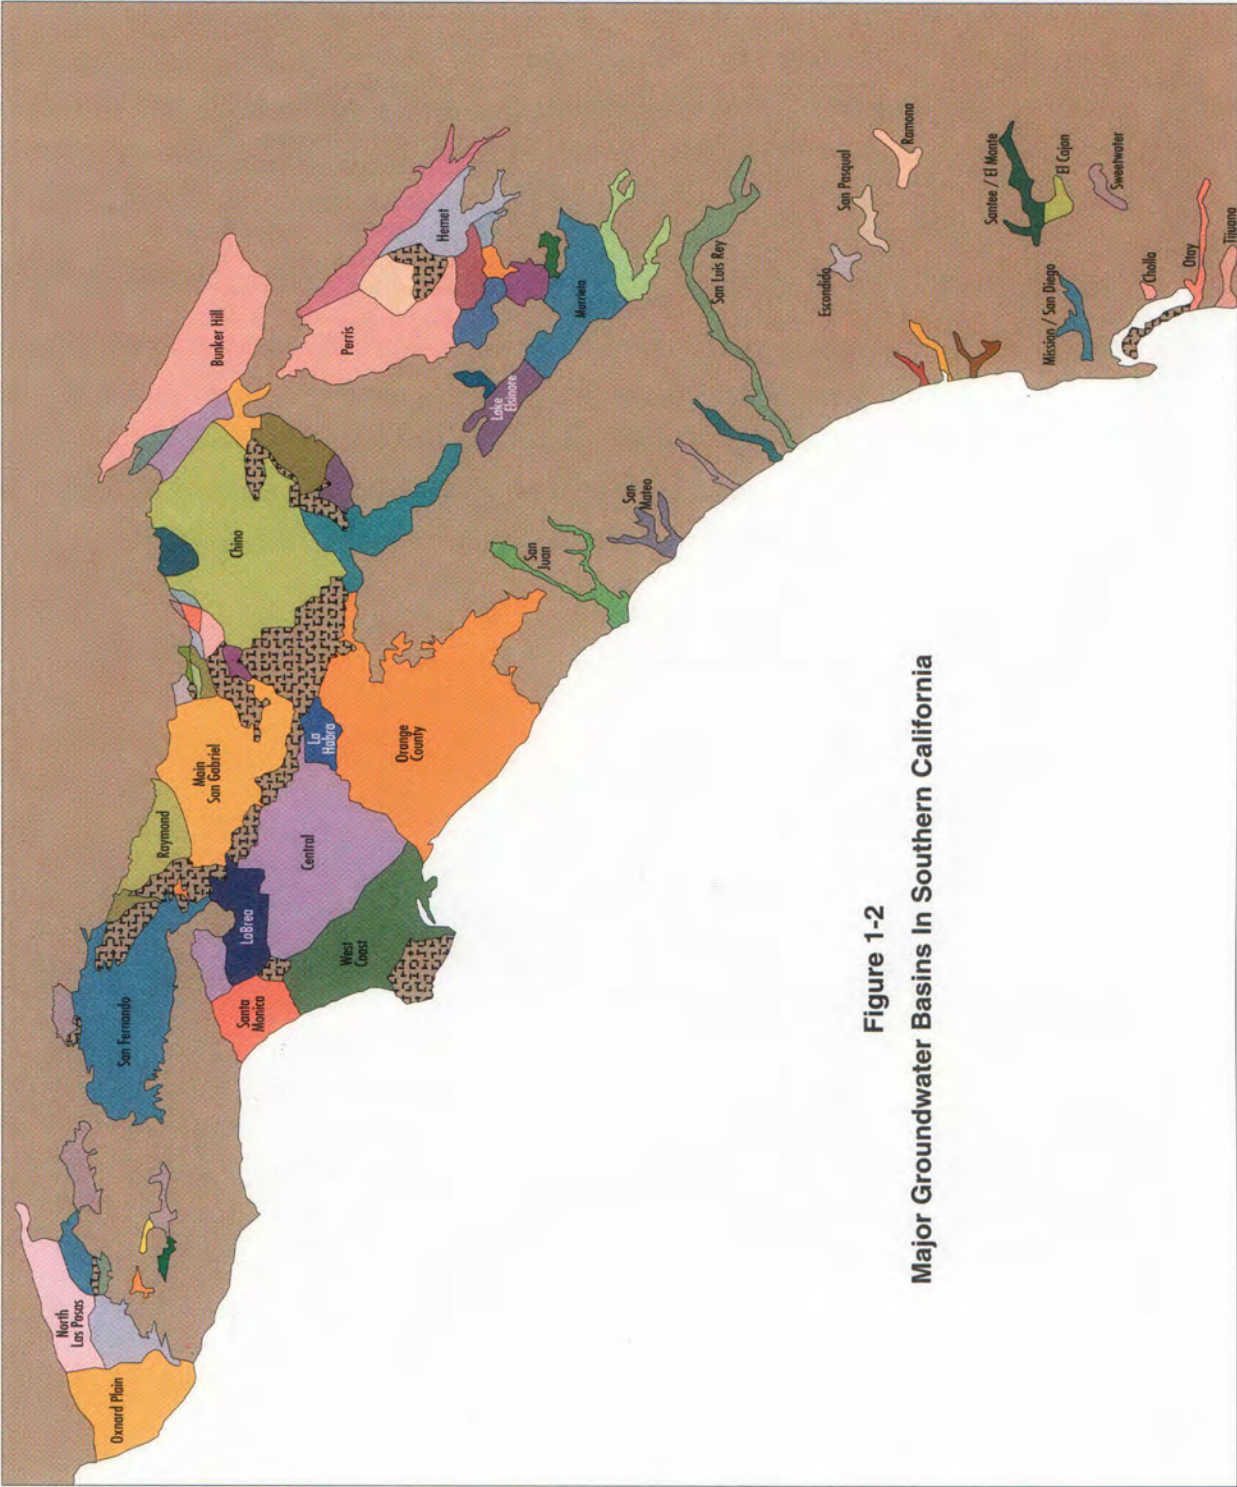 Oxnard Plain
North
Las Posas
San Fernando
Santa
Monica
LaBrea
West
Coast
Central
Raymond
Main
San Gabriel
La
Habra
Orange
County
Chino
Bunker Hill
Perris
Hemet
Lake
Elsinore
Murrieta
San
Juan
San
Mateo
San Luis Rey
Escondido
San Pasqual
Ramona
Santee / El Monte
El Cajon
Sweetwater
Mission / San Diego
Cholla
Otay
Tijuana
Figure 1-2
Major Groundwater Basins In Southern California